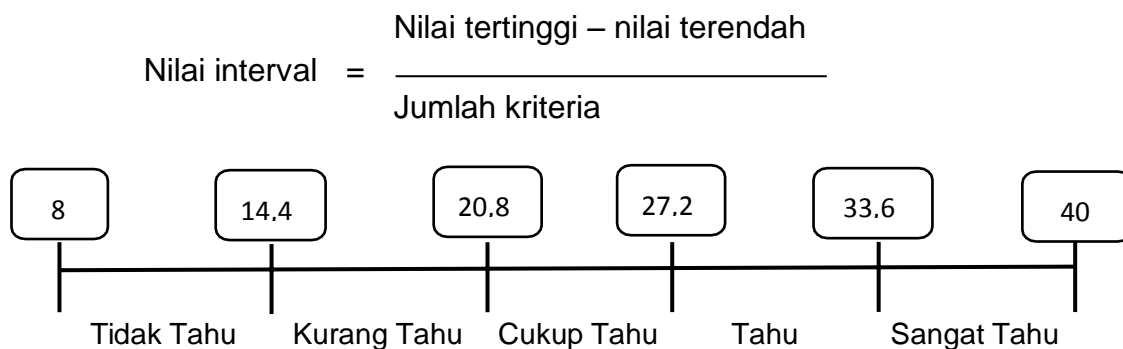 Nilai tertinggi – nilai terendah
Nilai interval =
Jumlah kriteria
8 14,4 20,8 27,2 33,6 40
Tidak Tahu Kurang Tahu Cukup Tahu Tahu Sangat Tahu